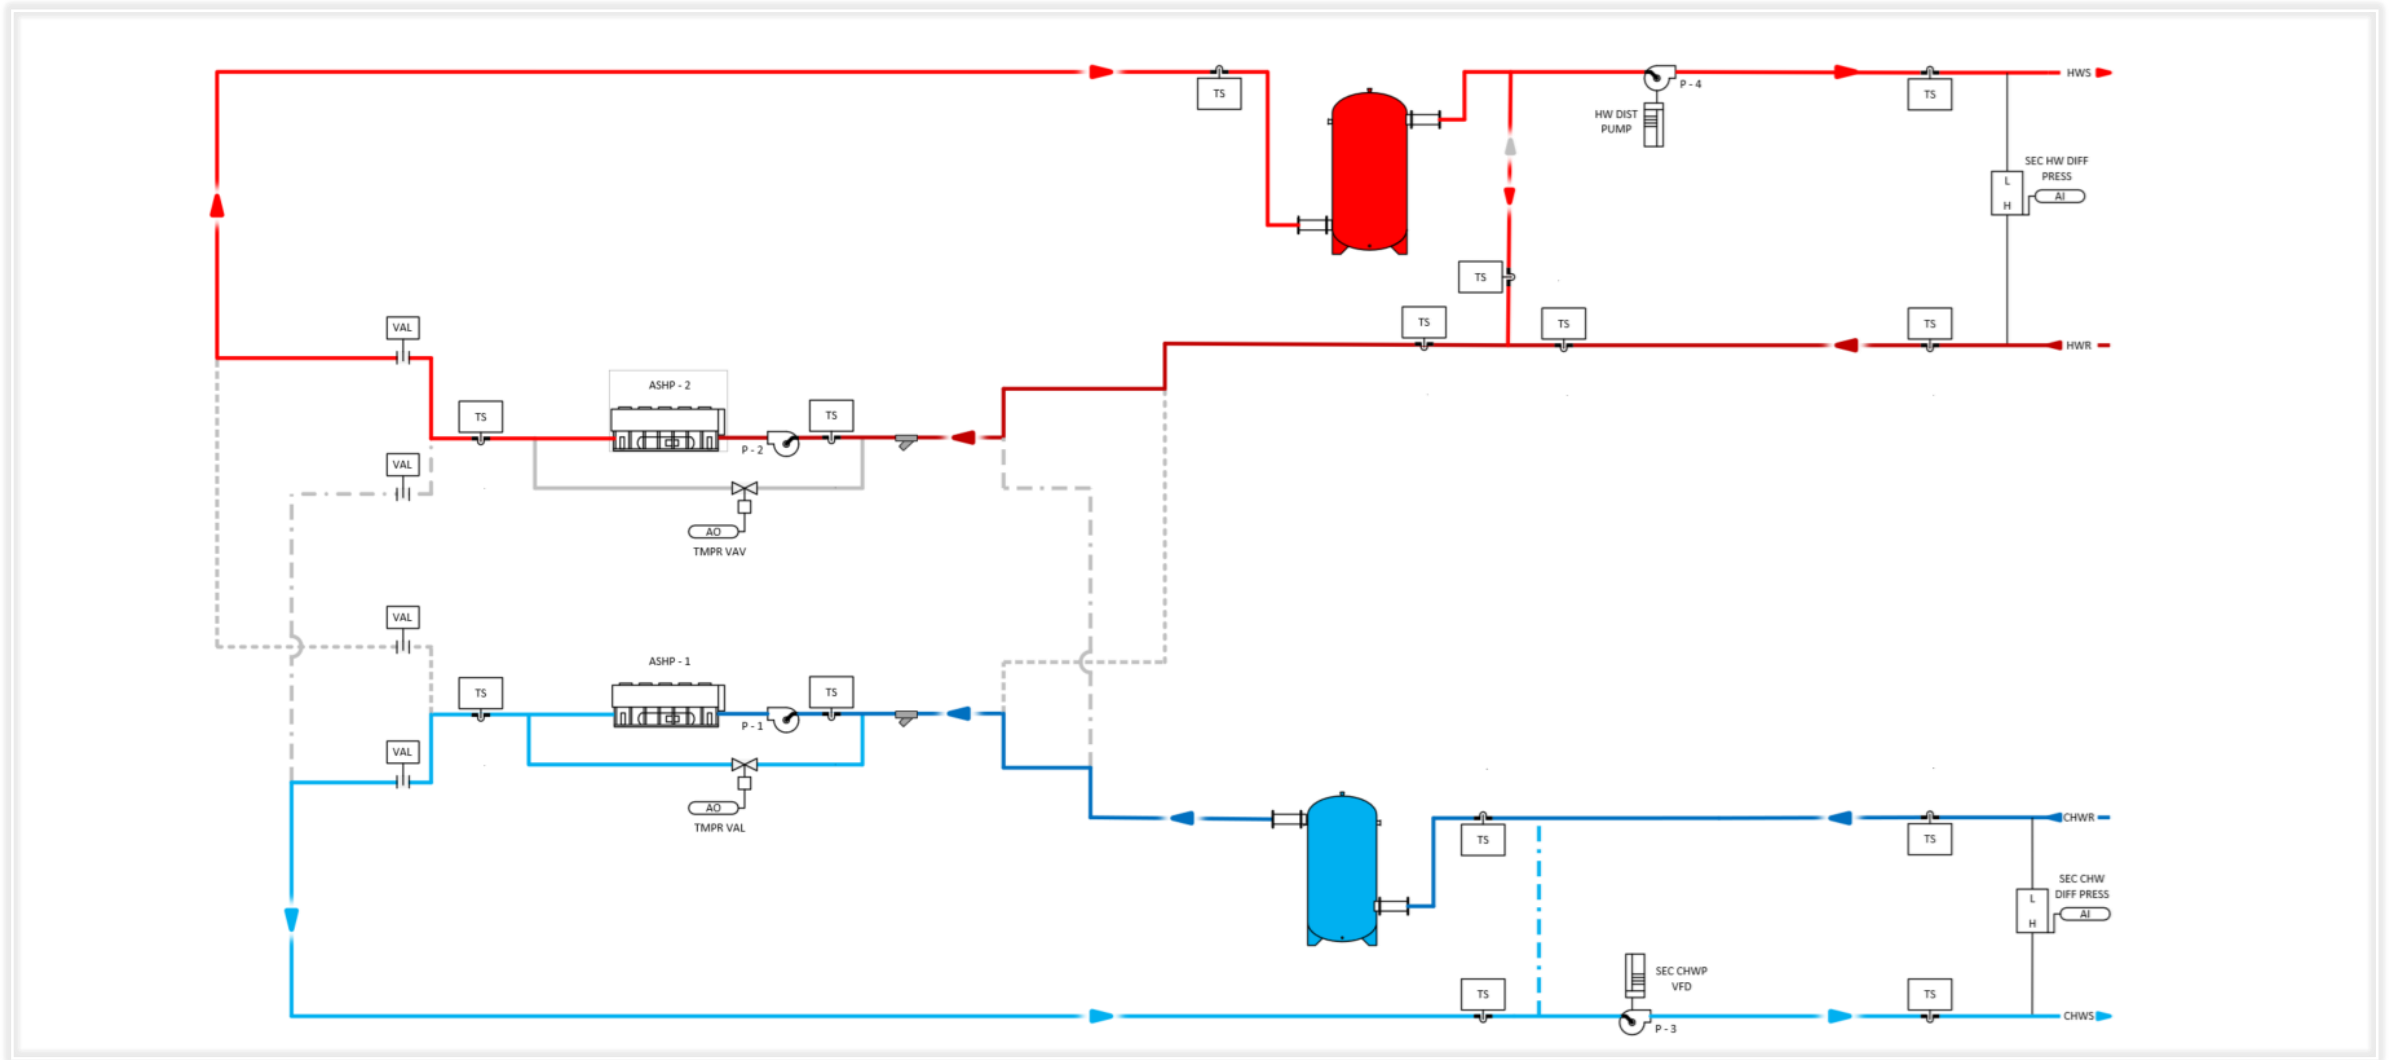 HWS
TS
TS
P - 4
HW DIST
PUMP
SEC HW DIFF
PRESS
L
H
AI
TS
TS
TS
TS
HWR
VAL
ASHP - 2
TS
TS
P - 2
VAL
AO
TMPR VAV
VAL
ASHP - 1
TS
TS
P - 1
VAL
AO
TMPR VAL
CHWR
TS
TS
SEC CHW
DIFF PRESS
L
H
AI
SEC CHWP
VFD
TS
TS
P - 3
CHWS